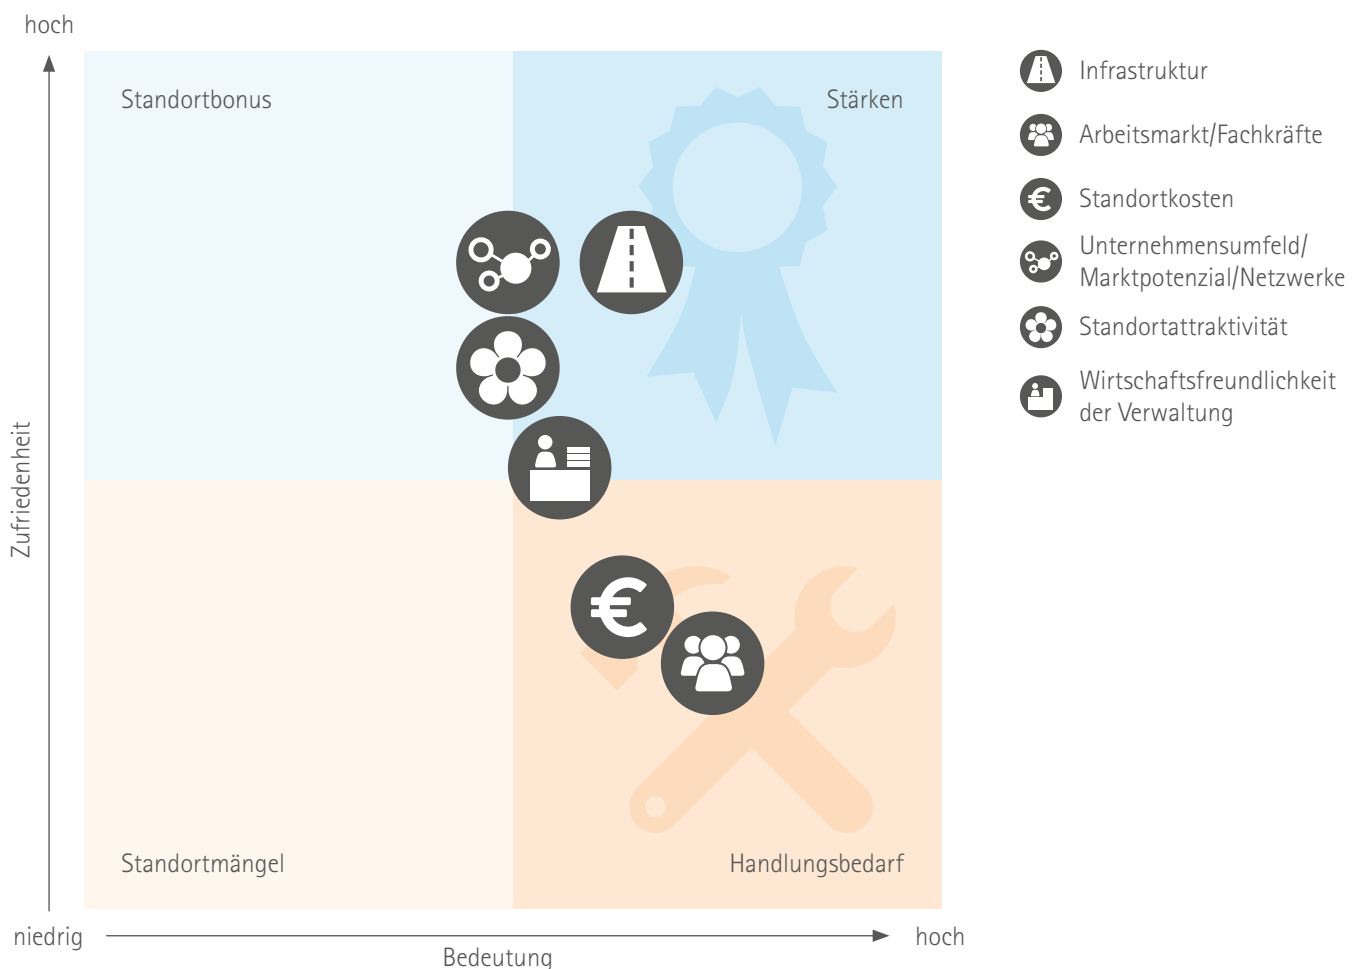 hoch
Standortbonus
Stärken
Zufriedenheit
Standortmängel
Handlungsbedarf
niedrig
hoch
Bedeutung
Infrastruktur
Arbeitsmarkt/Fachkräfte
€
Standortkosten
Unternehmensumfeld/
Marktpotenzial/Netzwerke
Standortattraktivität
Wirtschaftsfreundlichkeit
der Verwaltung
€